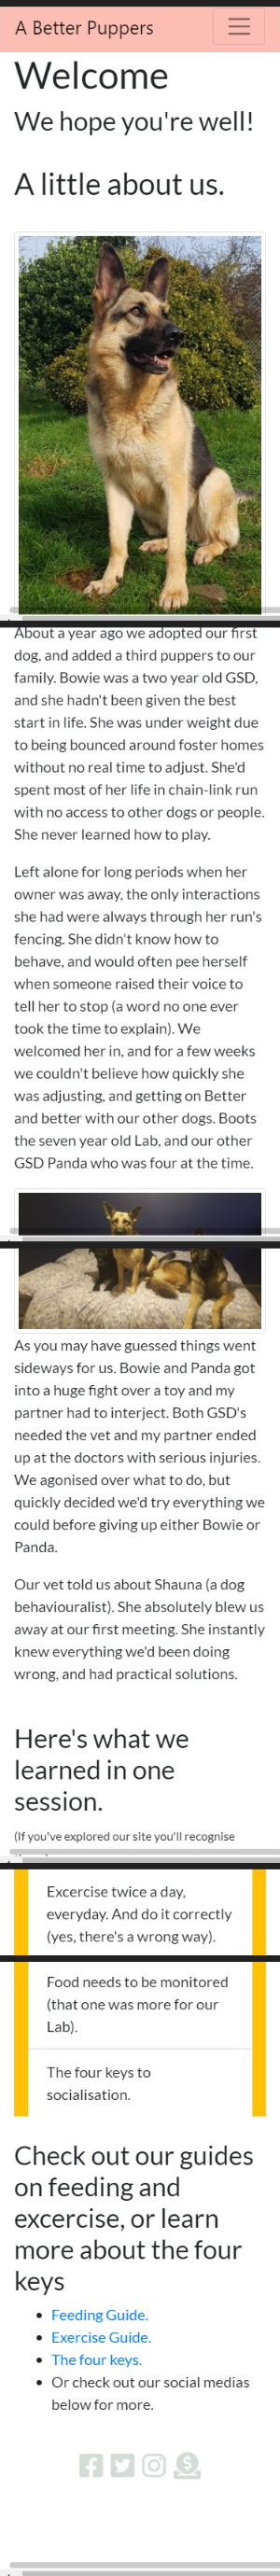 A Better Puppers
Welcome
We hope you're well!
A little about us.
About a year ago we adopted our first
dog, and added a third puppers to our
family. Bowie was a two year old GSD,
and she hadn't been given the best
start in life. She was under weight due
to being bounced around foster homes
without no real time to adjust. She'd
spent most of her life in chain-link run
with no access to other dogs or people.
She never learned how to play.
Left alone for long periods when her
owner was away, the only interactions
she had were always through her run's
fencing. She didn't know how to
behave, and would often pee herself
when someone raised their voice to
tell her to stop (a word no one ever
took the time to explain). We
welcomed her in, and for a few weeks
we couldn't believe how quickly she
was adjusting, and getting on Better
and better with our other dogs. Boots
the seven year old Lab, and our other
GSD Panda who was four at the time.
As you may have guessed things went
sideways for us. Bowie and Panda got
into a huge fight over a toy and my
partner had to interject. Both GSD's
needed the vet and my partner ended
up at the doctors with serious injuries.
We agonised over what to do, but
quickly decided we'd try everything we
could before giving up either Bowie or
Panda.
Our vet told us about Shauna (a dog
behaviouralist). She absolutely blew us
away at our first meeting. She instantly
knew everything we'd been doing
wrong, and had practical solutions.
Here's what we
learned in one
session.
(If you've explored our site you'll recognise
Excercise twice a day,
everyday. And do it correctly
(yes, there's a wrong way).
Food needs to be monitored
(that one was more for our
Lab).
The four keys to
socialisation.
Check out our guides
on feeding and
excercise, or learn
more about the four
keys
Feeding Guide.
Exercise Guide.
The four keys.
Or check out our social medias
below for more.